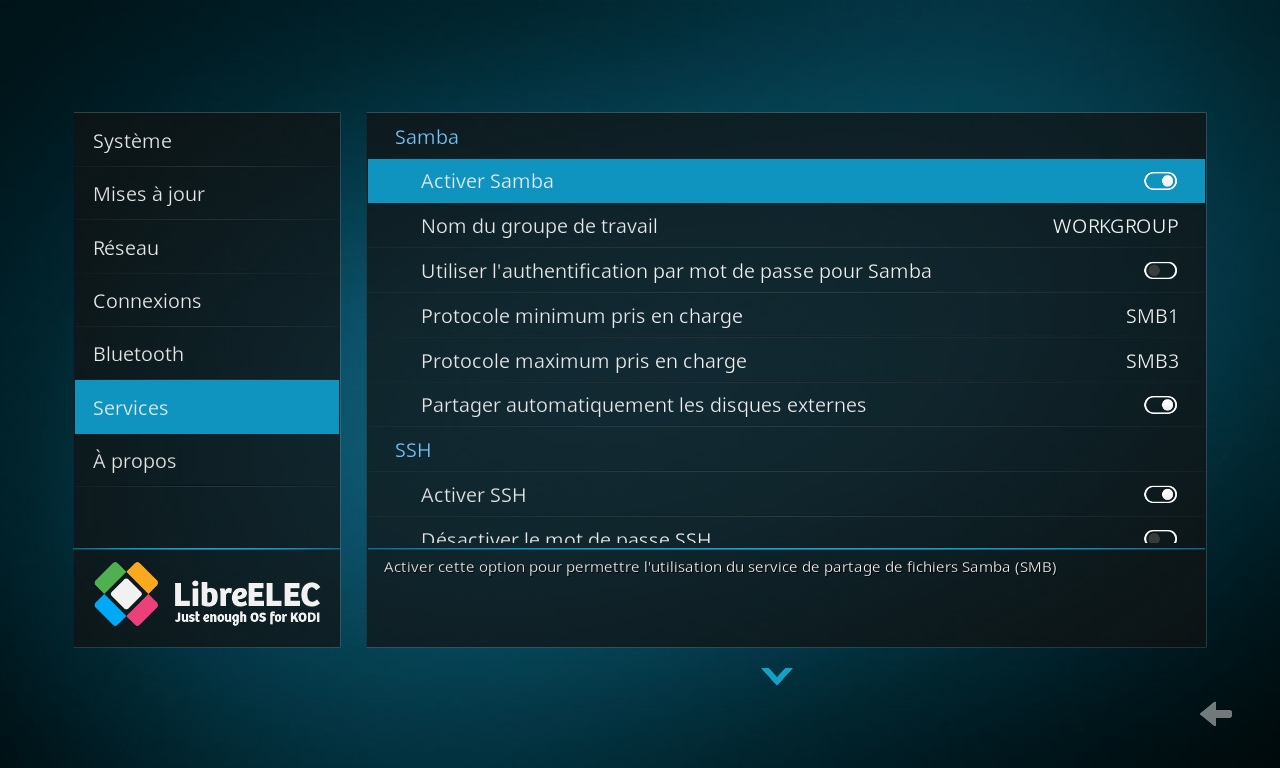 Système
Mises à jour
Réseau
Connexions
Bluetooth
Services
À propos
LibreELEC
Just enough OS for KODI
Samba
Activer Samba
Nom du groupe de travail WORKGROUP
Utiliser l'authentification par mot de passe pour Samba
Protocole minimum pris en charge SMB1
Protocole maximum pris en charge SMB3
Partager automatiquement les disques externes
SSH
Activer SSH
Désactiver le mot de passe SSH
Activer cette option pour permettre l'utilisation du service de partage de fichiers Samba (SMB)